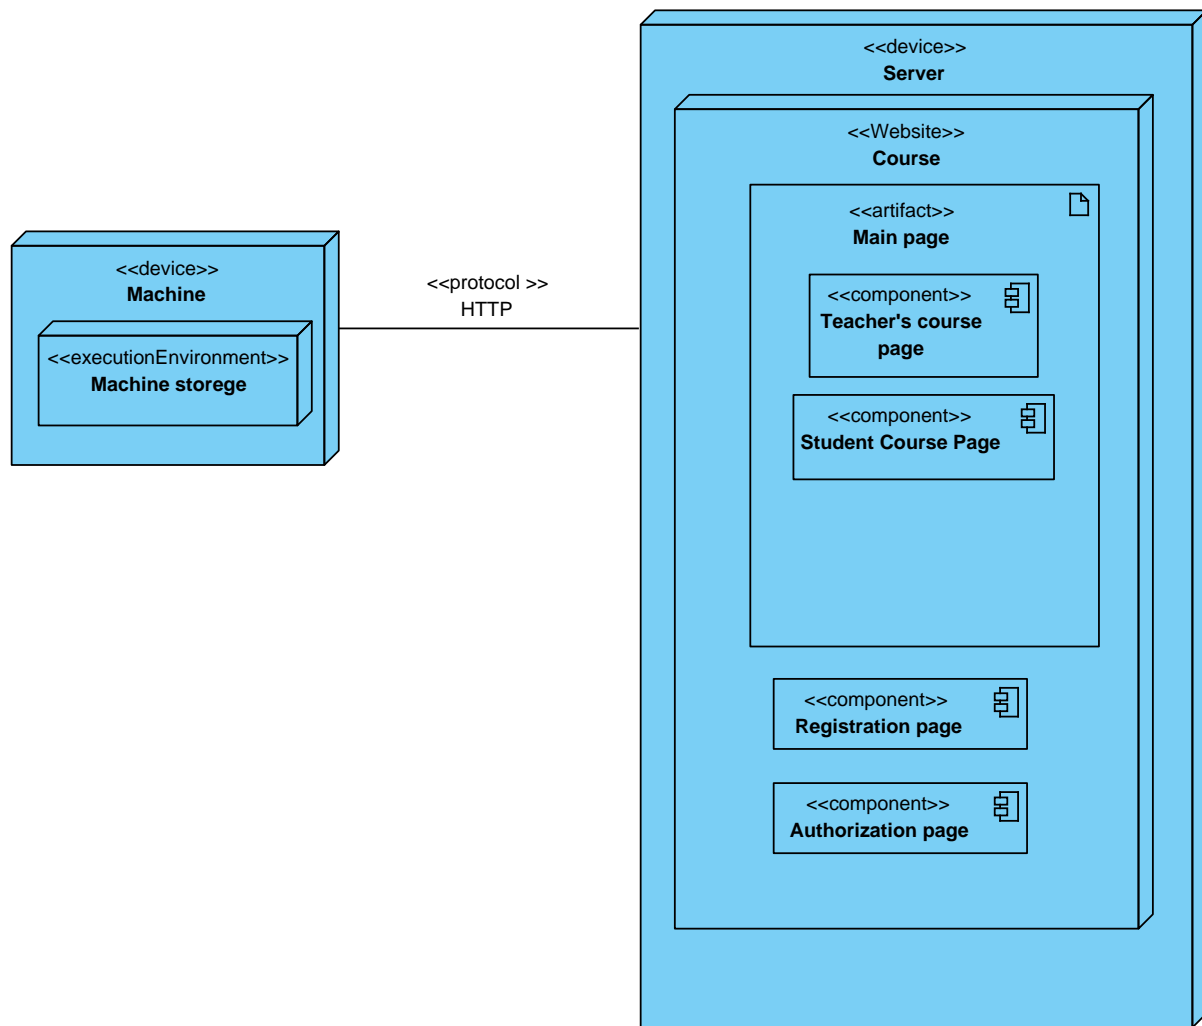 <<device>>
Machine
<<executionEnvironment>>
Machine storege
<<protocol >>
HTTP
<<device>>
Server
<<Website>>
Course
<<artifact>>
Main page
<<component>>
Teacher's course
page
<<component>>
Student Course Page
<<component>>
Registration page
<<component>>
Authorization page